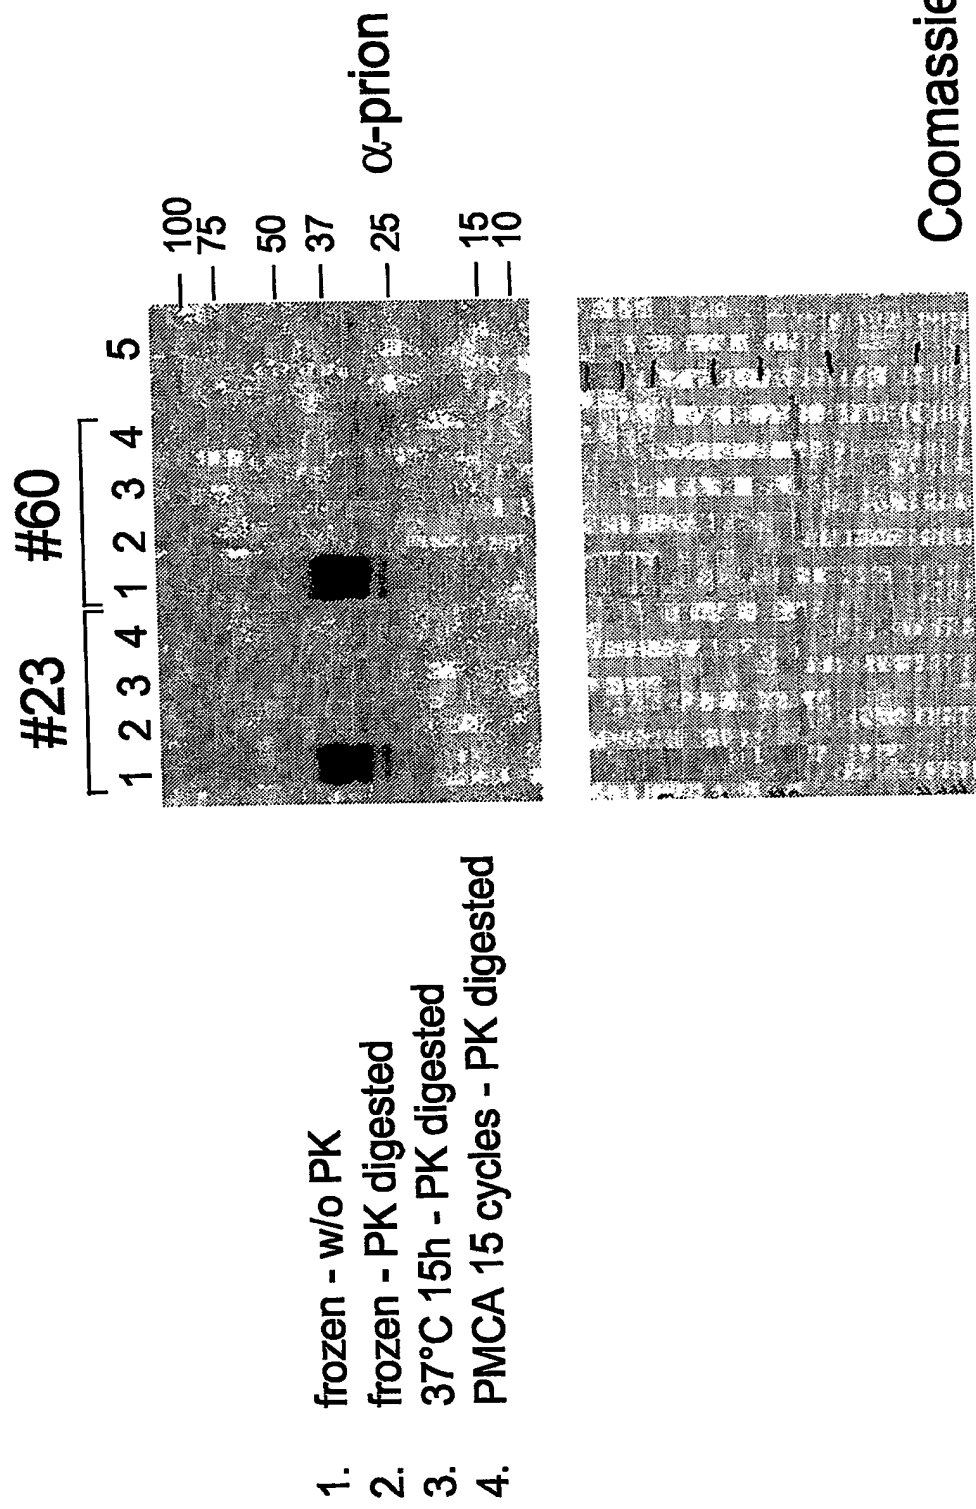 #23 #60
1 2 3 4 1 2 3 4 5
100
75
50
37
25
15
10
α-prion
Coomassie
1. frozen - w/o PK
2. frozen - PK digested
3. 37°C 15h - PK digested
4. PMCA 15 cycles - PK digested